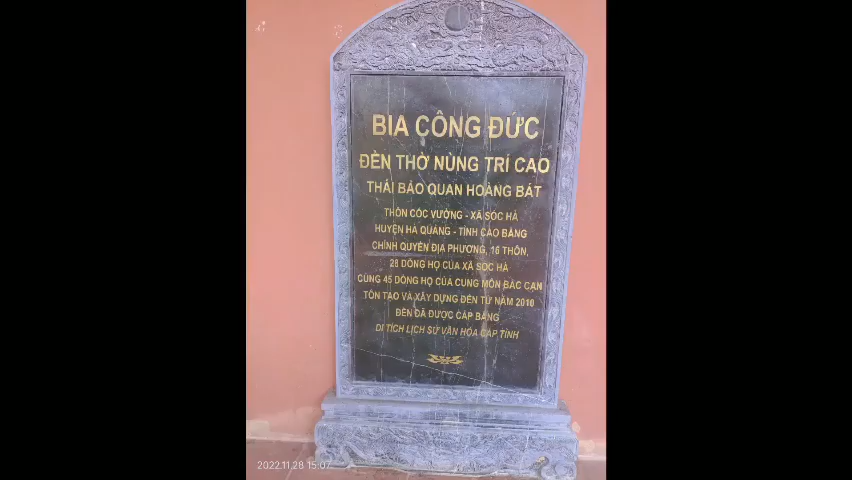 BIA CÔNG ĐỨC
ĐỀN THỜ NÙNG TRÍ CAO
THÁI BẢO QUAN HOÀNG BÁT
THÔN CỐC VƯỜNG - XÃ SÓC HÀ
HUYỆN HÀ QUẢNG - TỈNH CAO BẰNG
CHÍNH QUYỀN ĐỊA PHƯƠNG, 16 THÔN,
28 DÒNG HỌ CỦA XÃ SÓC HÀ
CÙNG 45 DÒNG HỌ CỦA CUNG MÔN BẮC CẠN
TÔN TẠO VÀ XÂY DỰNG ĐỀN TỪ NĂM 2010
ĐỀN ĐÃ ĐƯỢC CẤP BẰNG
DI TÍCH LỊCH SỬ VĂN HÓA CẤP TỈNH
2022.11.28 15:07